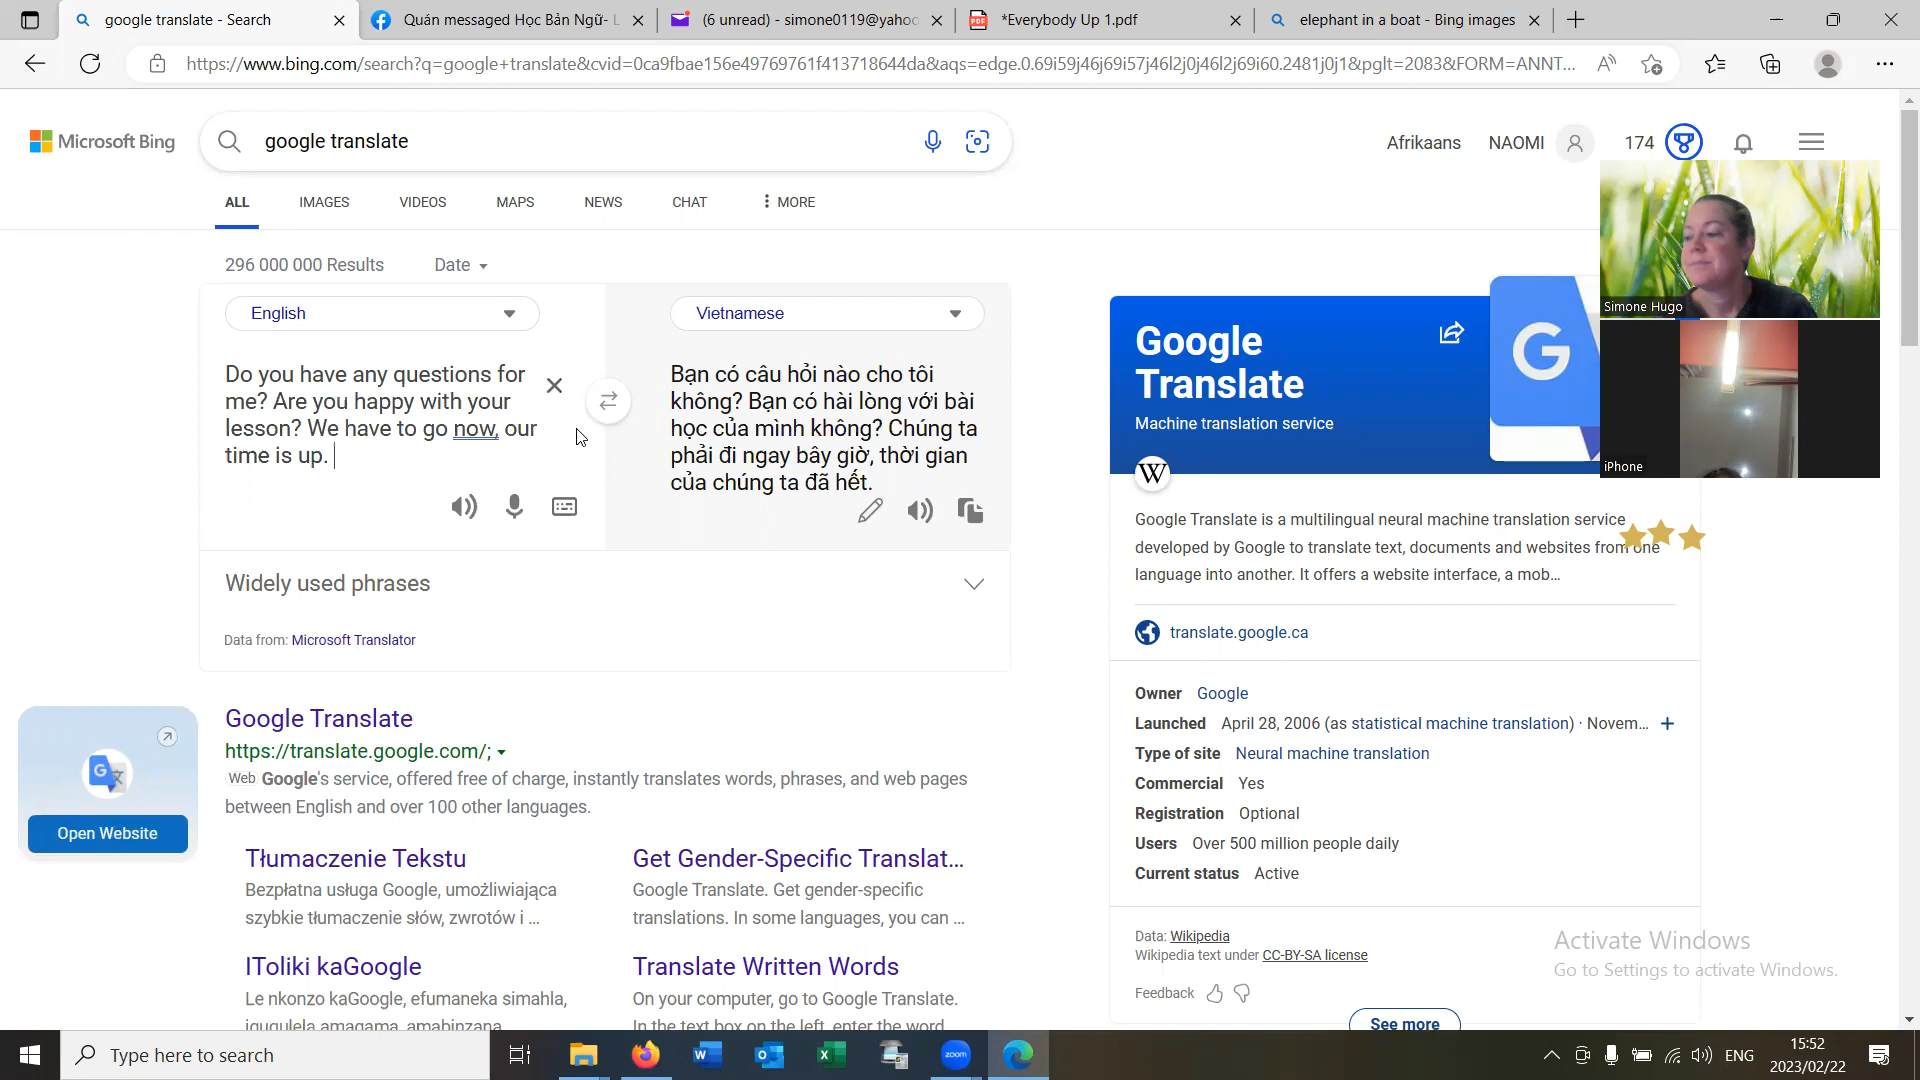 google translate - Search
Quán messaged Học Bản Ngữ- L
(6 unread) - simone0119@yahoo
*Everybody Up 1.pdf
elephant in a boat - Bing images
https://www.bing.com/search?q=google+translate&cvid=0ca9fbae156e49769761f413718644da&aqs=edge.0.69i59j46j69i57j46l2j0j46l2j69i60.2481j0j1&pglt=2083&FORM=ANNT...
Microsoft Bing
google translate
Afrikaans
NAOMI
174
ALL
IMAGES
VIDEOS
MAPS
NEWS
CHAT
MORE
296 000 000 Results
Date
English
Vietnamese
Do you have any questions for
me? Are you happy with your
lesson? We have to go now, our
time is up.
Bạn có câu hỏi nào cho tôi
không? Bạn có hài lòng với bài
học của mình không? Chúng ta
phải đi ngay bây giờ, thời gian
của chúng ta đã hết.
Widely used phrases
Data from: Microsoft Translator
Google Translate
https://translate.google.com/;
Web Google's service, offered free of charge, instantly translates words, phrases, and web pages
between English and over 100 other languages.
Open Website
Tłumaczenie Tekstu
Bezpłatna usługa Google, umożliwiająca
szybkie tłumaczenie słów, zwrotów i ...
Get Gender-Specific Translat...
Google Translate. Get gender-specific
translations. In some languages, you can ...
IToliki kaGoogle
Le nkonzo kaGoogle, efumaneka simahla,
iguqulela amagama, amabinzana
Translate Written Words
On your computer, go to Google Translate.
In the text box on the left, enter the word
Google
Translate
Machine translation service
G
W
Google Translate is a multilingual neural machine translation service
developed by Google to translate text, documents and websites from one
language into another. It offers a website interface, a mob...
translate.google.ca
Owner Google
Launched April 28, 2006 (as statistical machine translation) · Novem...
Type of site Neural machine translation
Commercial Yes
Registration Optional
Users Over 500 million people daily
Current status Active
Data: Wikipedia
Wikipedia text under CC-BY-SA license
Feedback
See more
Simone Hugo
iPhone
Activate Windows
Go to Settings to activate Windows.
Type here to search
zoom
ENG
15:52
2023/02/22